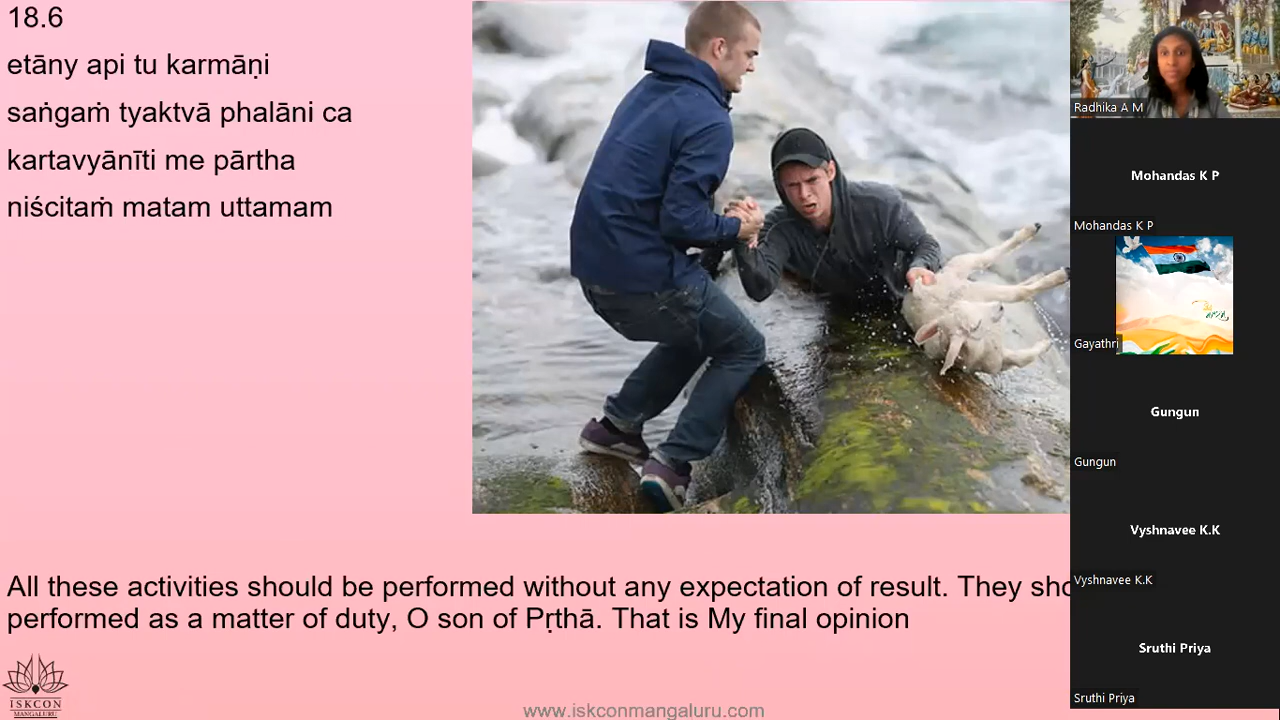 18.6
etāny api tu karmāṇi
saṅgaṁ tyaktvā phalāni ca
kartavyānīti me pārtha
niścitaṁ matam uttamam
All these activities should be performed without any expectation of result. They sho
performed as a matter of duty, O son of Pṛthā. That is My final opinion
ISKCON
MANGALURU
www.iskconmangaluru.com
Radhika A M
Mohandas K P
Mohandas K P
Gayathri
Gungun
Gungun
Vyshnavee K.K
Vyshnavee K.K
Sruthi Priya
Sruthi Priya